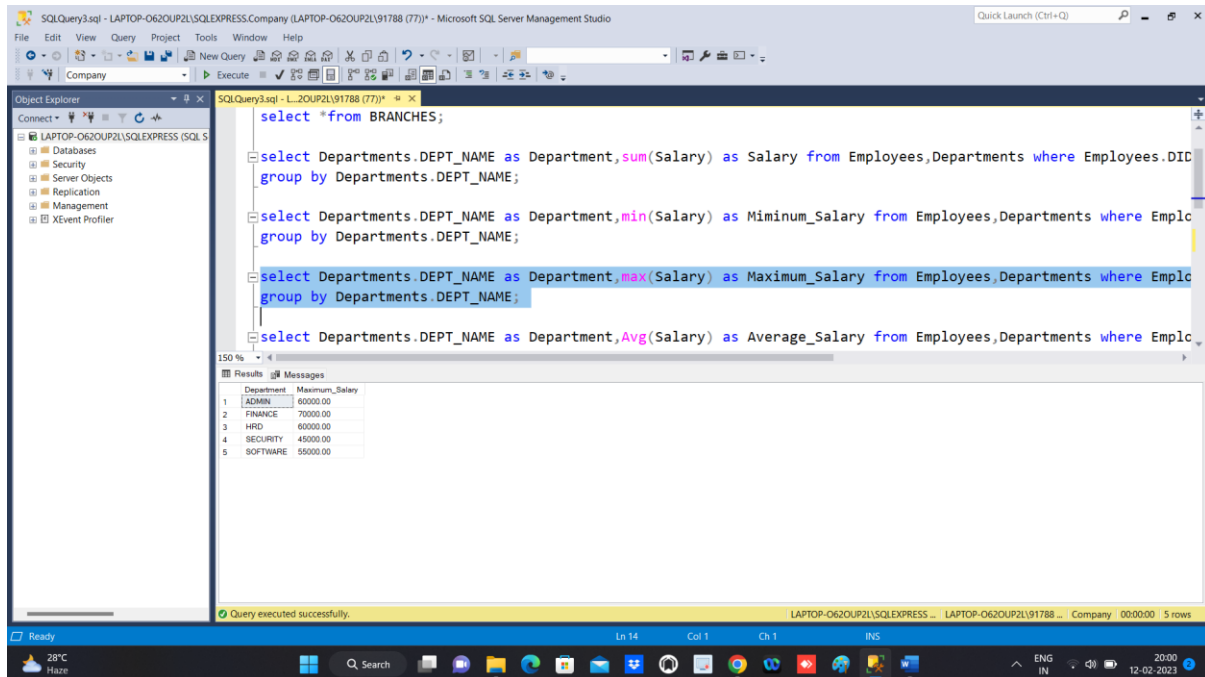 SQLQuery3.sql - LAPTOP-O62OUP2L\SQLEXPRESS.Company (LAPTOP-O62OUP2L\91788 (77))* - Microsoft SQL Server Management Studio
Quick Launch (Ctrl+Q)
File Edit View Query Project Tools Window Help
New Query
Company
Execute
Object Explorer
SQLQuery3.sql - L...2OUP2L\91788 (77))*
Connect
LAPTOP-O62OUP2L\SQLEXPRESS (SQL S
Databases
Security
Server Objects
Replication
Management
XEvent Profiler
select *from BRANCHES;
select Departments.DEPT_NAME as Department,sum(Salary) as Salary from Employees,Departments where Employees.DID
group by Departments.DEPT_NAME;
select Departments.DEPT_NAME as Department,min(Salary) as Miminum_Salary from Employees,Departments where Emplo
group by Departments.DEPT_NAME;
select Departments.DEPT_NAME as Department,max(Salary) as Maximum_Salary from Employees,Departments where Emplo
group by Departments.DEPT_NAME;
select Departments.DEPT_NAME as Department,Avg(Salary) as Average_Salary from Employees,Departments where Emplo
150 %
Results Messages
Department Maximum_Salary
1 ADMIN 60000.00
2 FINANCE 70000.00
3 HRD 60000.00
4 SECURITY 45000.00
5 SOFTWARE 55000.00
Query executed successfully.
LAPTOP-O62OUP2L\SQLEXPRESS ... LAPTOP-O62OUP2L\91788 ... Company 00:00:00 5 rows
Ready Ln 14 Col 1 Ch 1 INS
28°C
Haze
Search
ENG
IN
20:00
12-02-2023
2